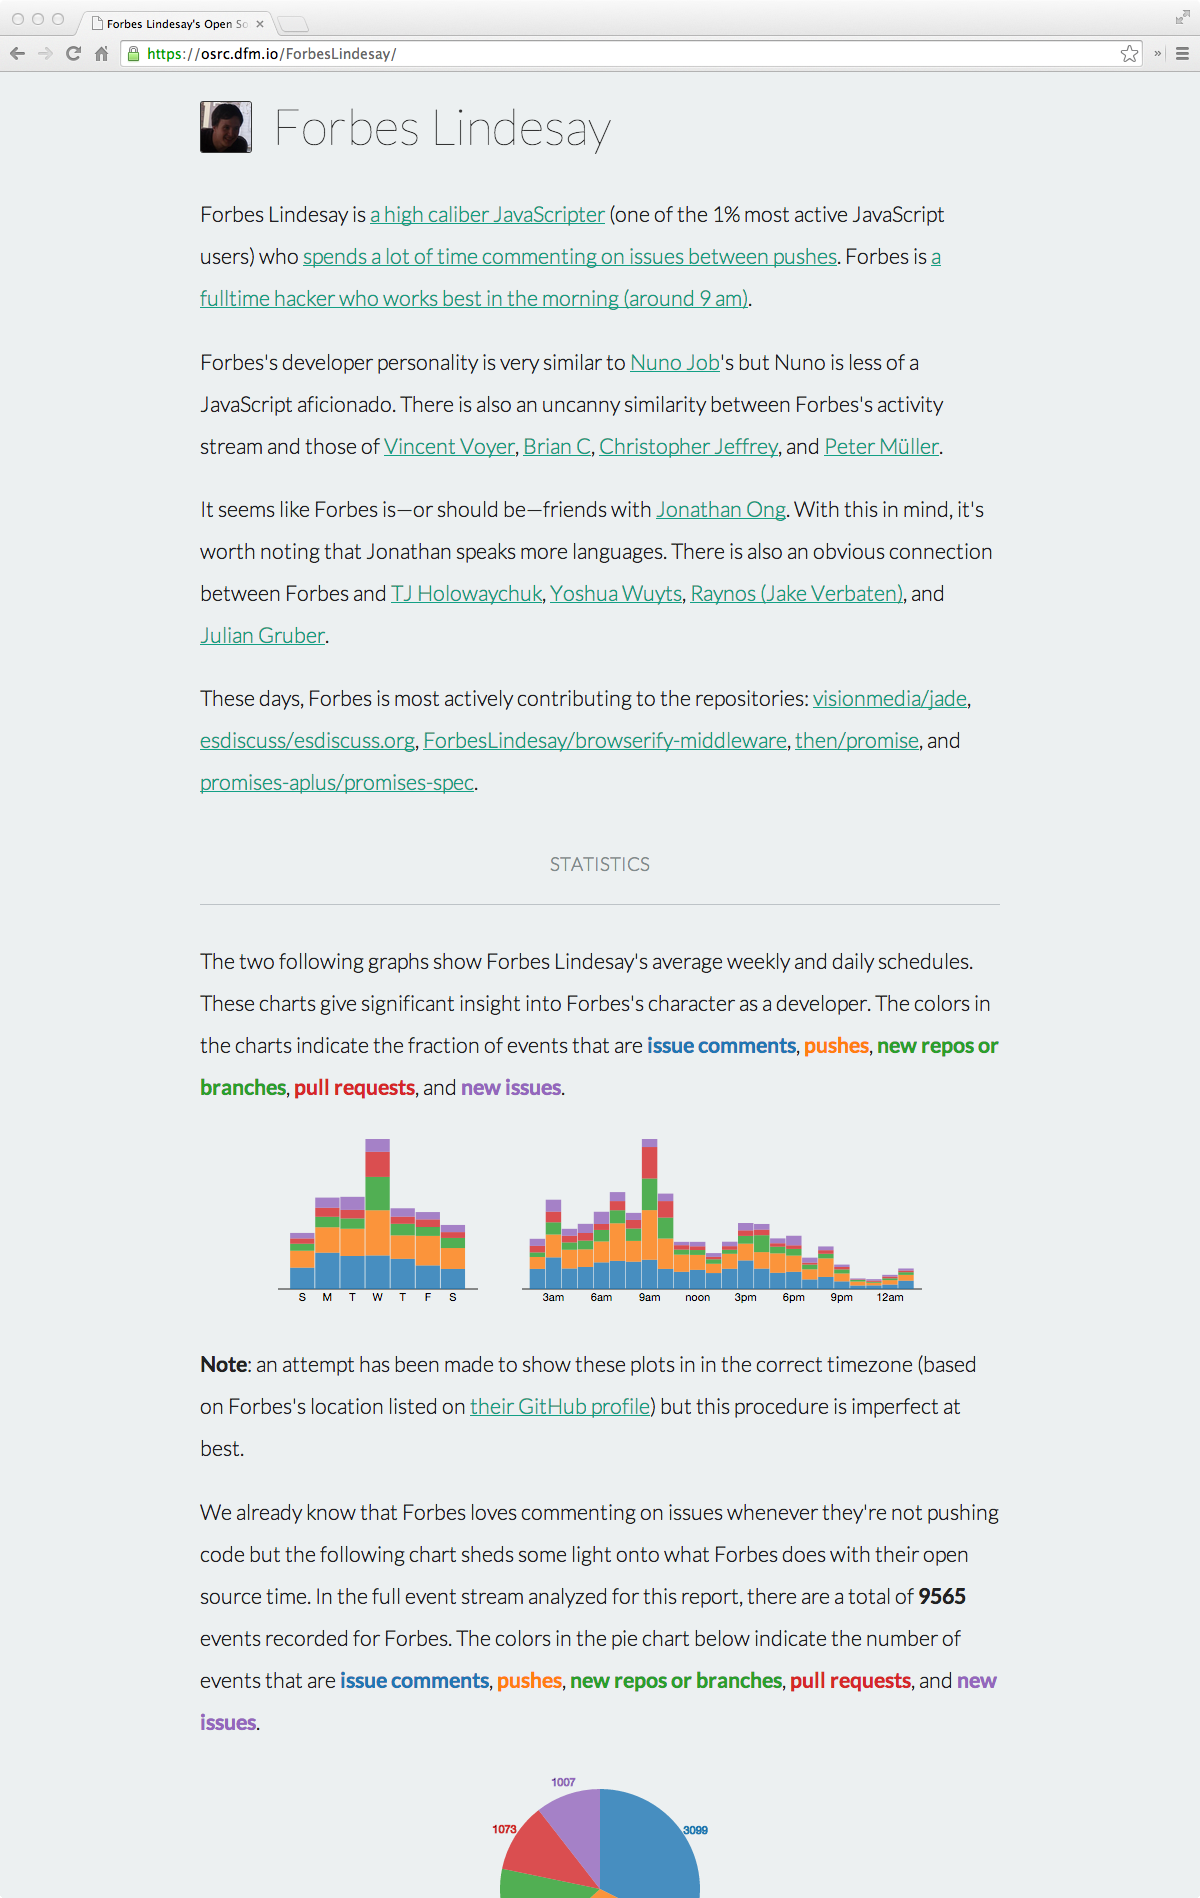 Forbes Lindesay's Open So
https://osrc.dfm.io/ForbesLindesay/
Forbes Lindesay
Forbes Lindesay is a high caliber JavaScripter (one of the 1% most active JavaScript
users) who spends a lot of time commenting on issues between pushes. Forbes is a
fulltime hacker who works best in the morning (around 9 am).
Forbes's developer personality is very similar to Nuno Job's but Nuno is less of a
JavaScript aficionado. There is also an uncanny similarity between Forbes's activity
stream and those of Vincent Voyer, Brian C, Christopher Jeffrey, and Peter Müller.
It seems like Forbes is—or should be—friends with Jonathan Ong. With this in mind, it's
worth noting that Jonathan speaks more languages. There is also an obvious connection
between Forbes and TJ Holowaychuk, Yoshua Wuyts, Raynos (Jake Verbaten), and
Julian Gruber.
These days, Forbes is most actively contributing to the repositories: visionmedia/jade,
esdiscuss/esdiscuss.org, ForbesLindesay/browserify-middleware, then/promise, and
promises-aplus/promises-spec.
STATISTICS
The two following graphs show Forbes Lindesay's average weekly and daily schedules.
These charts give significant insight into Forbes's character as a developer. The colors in
the charts indicate the fraction of events that are issue comments, pushes, new repos or
branches, pull requests, and new issues.
S M T W T F S
3am 6am 9am noon 3pm 6pm 9pm 12am
Note: an attempt has been made to show these plots in in the correct timezone (based
on Forbes's location listed on their GitHub profile) but this procedure is imperfect at
best.
We already know that Forbes loves commenting on issues whenever they're not pushing
code but the following chart sheds some light onto what Forbes does with their open
source time. In the full event stream analyzed for this report, there are a total of 9565
events recorded for Forbes. The colors in the pie chart below indicate the number of
events that are issue comments, pushes, new repos or branches, pull requests, and new
issues.
1007
1073
3099